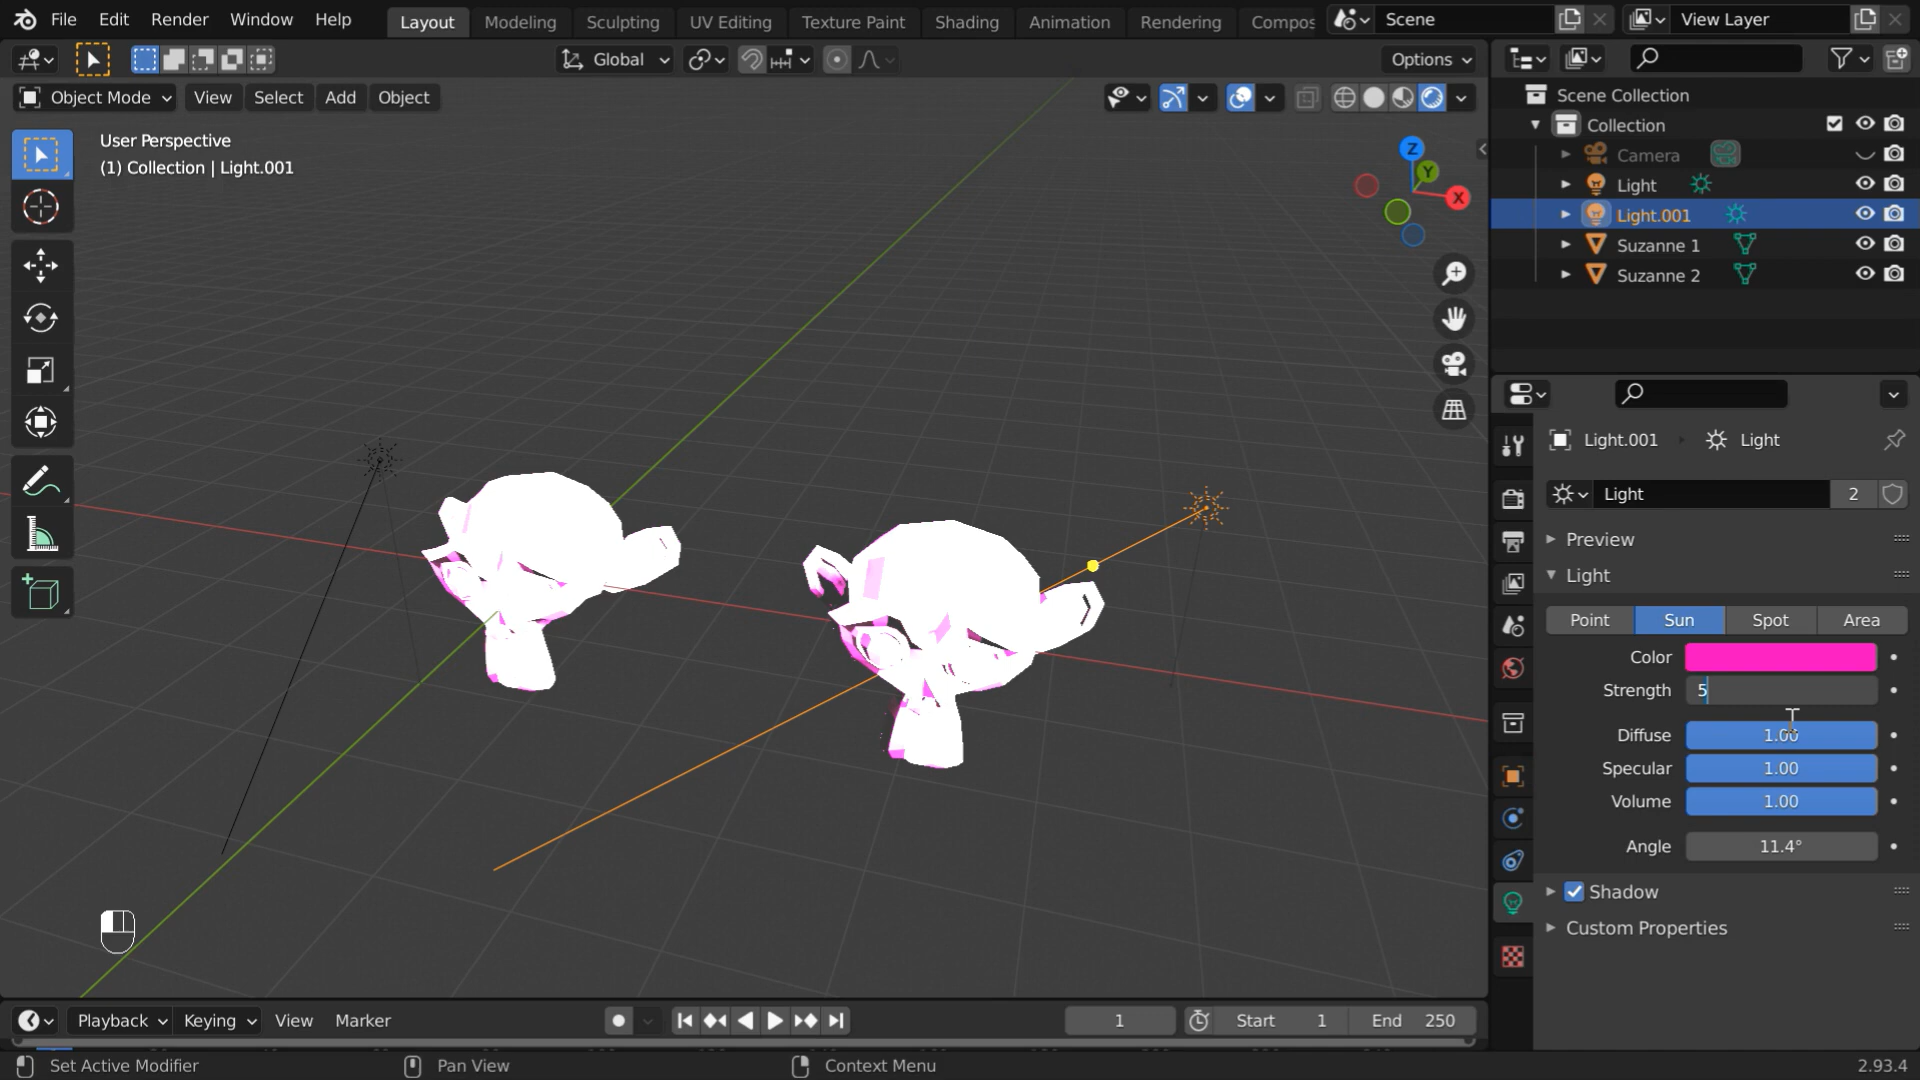 File Edit Render Window Help Layout Modeling Sculpting UV Editing Texture Paint Shading Animation Rendering Compos Scene View Layer
Global Options
Object Mode View Select Add Object
User Perspective
(1) Collection | Light.001
Z
Y
X
Scene Collection
Collection
Camera
Light
Light.001
Suzanne 1
Suzanne 2
Light.001 Light
Light 2
Preview
Light
Point Sun Spot Area
Color
Strength 5
Diffuse 1.00
Specular 1.00
Volume 1.00
Angle 11.4°
Shadow
Custom Properties
Playback Keying View Marker 1 Start 1 End 250
Set Active Modifier Pan View Context Menu 2.93.4